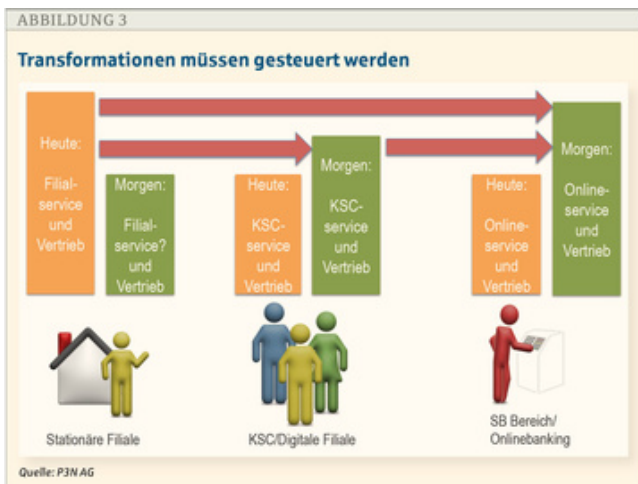 ABBILDUNG 3
Transformationen müssen gesteuert werden
Heute:
Filial-
service
und
Vertrieb
Morgen:
Filial-
service?
und
Vertrieb
Heute:
KSC-
service
und
Vertrieb
Morgen:
KSC-
service
und
Vertrieb
Heute:
Online-
service
und
Vertrieb
Morgen:
Online-
service
und
Vertrieb
Stationäre Filiale
KSC/Digitale Filiale
SB Bereich/
Onlinebanking
Quelle: P3N AG